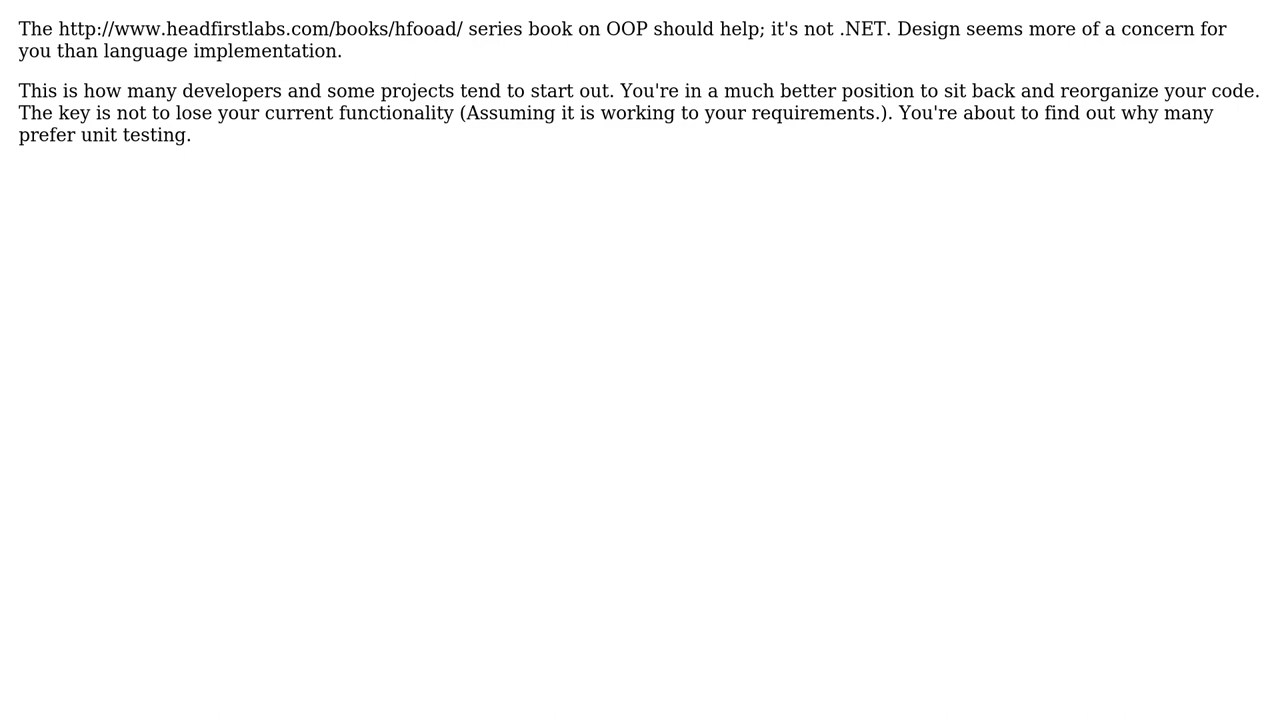 The http://www.headfirstlabs.com/books/hfooad/ series book on OOP should help; it's not .NET. Design seems more of a concern for
you than language implementation.
This is how many developers and some projects tend to start out. You're in a much better position to sit back and reorganize your code.
The key is not to lose your current functionality (Assuming it is working to your requirements.). You're about to find out why many
prefer unit testing.